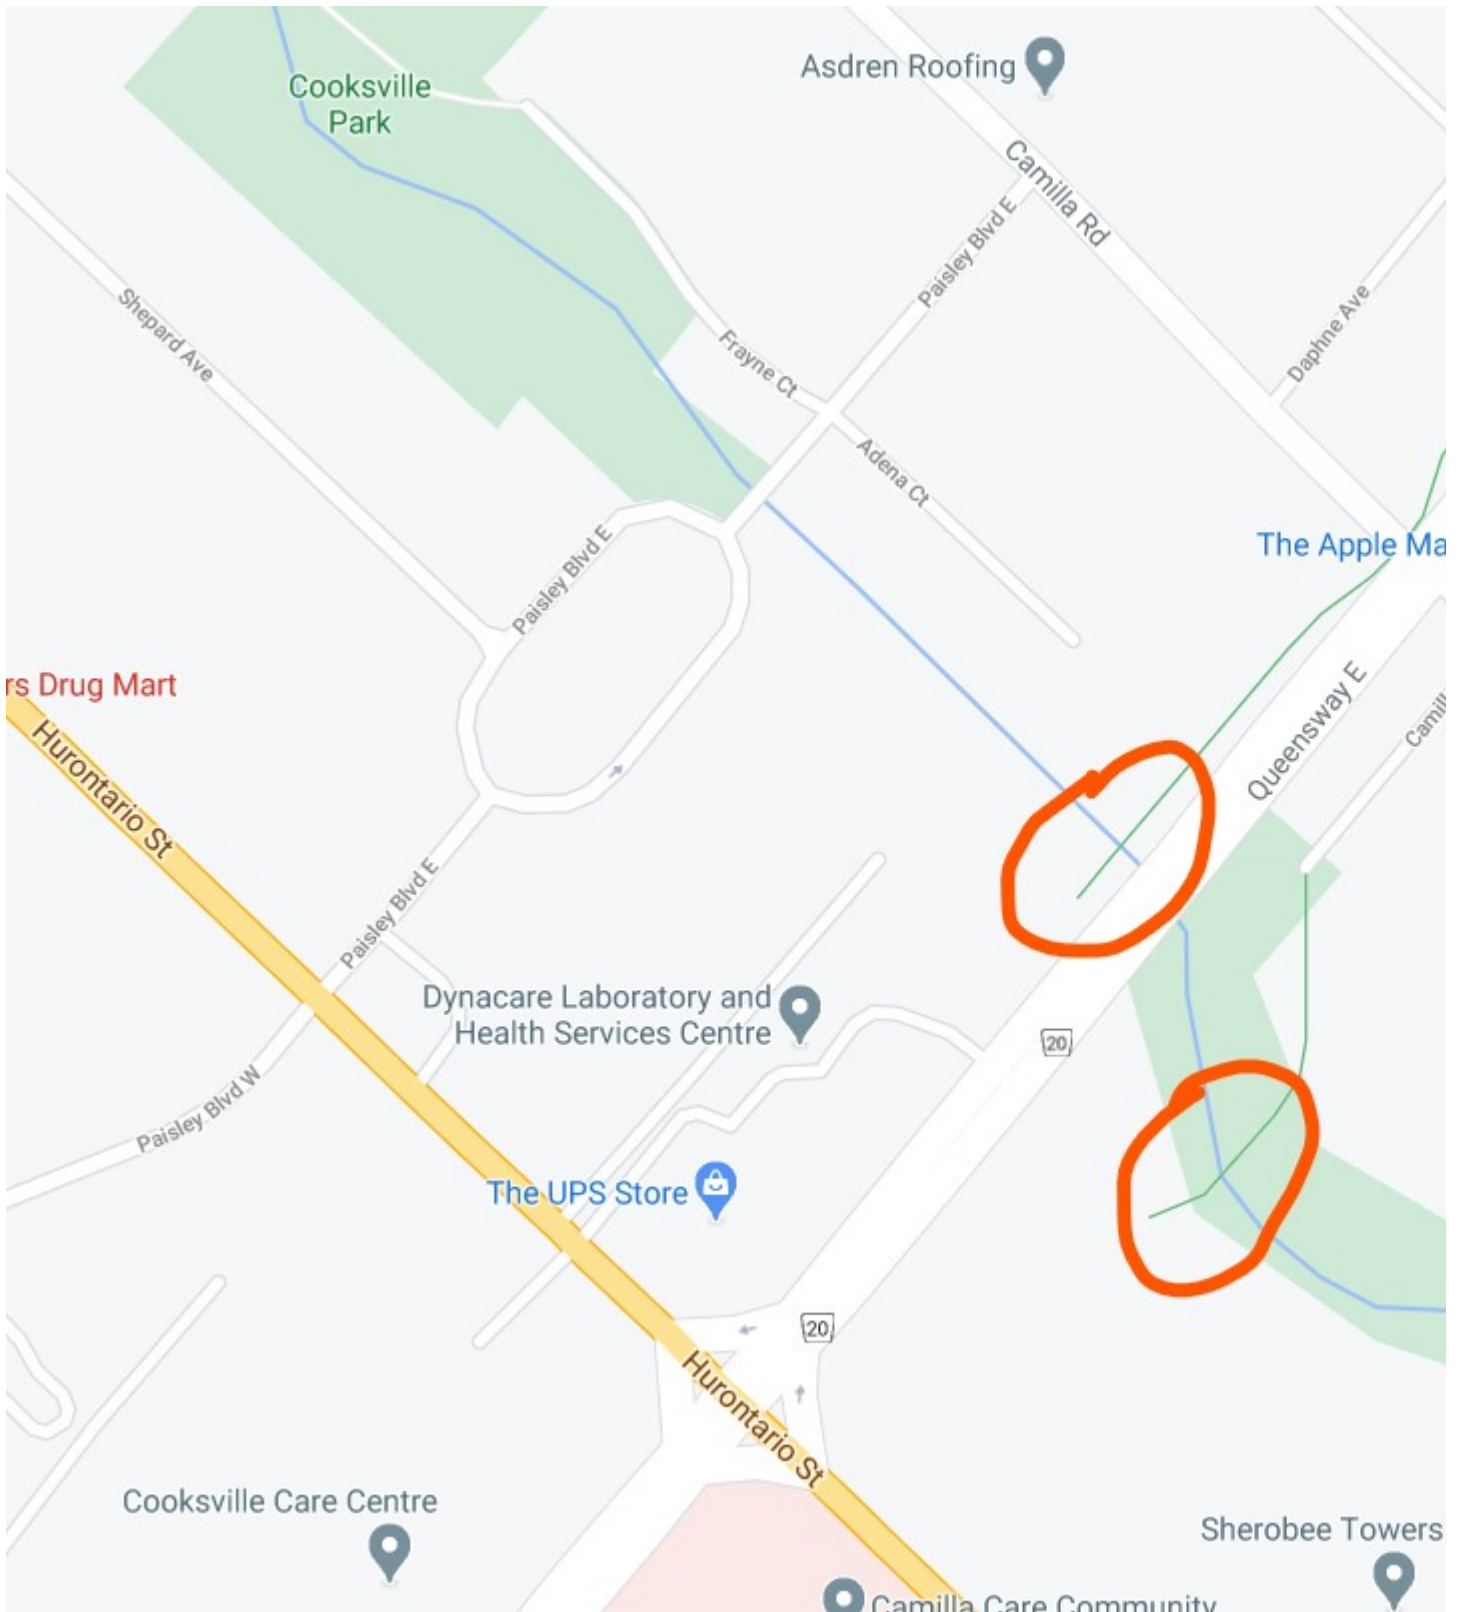 Asdren Roofing
Cooksville
Park
Camilla Rd
Paisley Blvd E
Shepard Ave
Daphne Ave
Frayne Ct
Adena Ct
The Apple Ma
Paisley Blvd E
rs Drug Mart
Queensway E
Camill
Hurontario St
Paisley Blvd E
Dynacare Laboratory and
Health Services Centre
20
Paisley Blvd W
The UPS Store
20
Hurontario St
Cooksville Care Centre
Sherobee Towers
Camilla Care Community